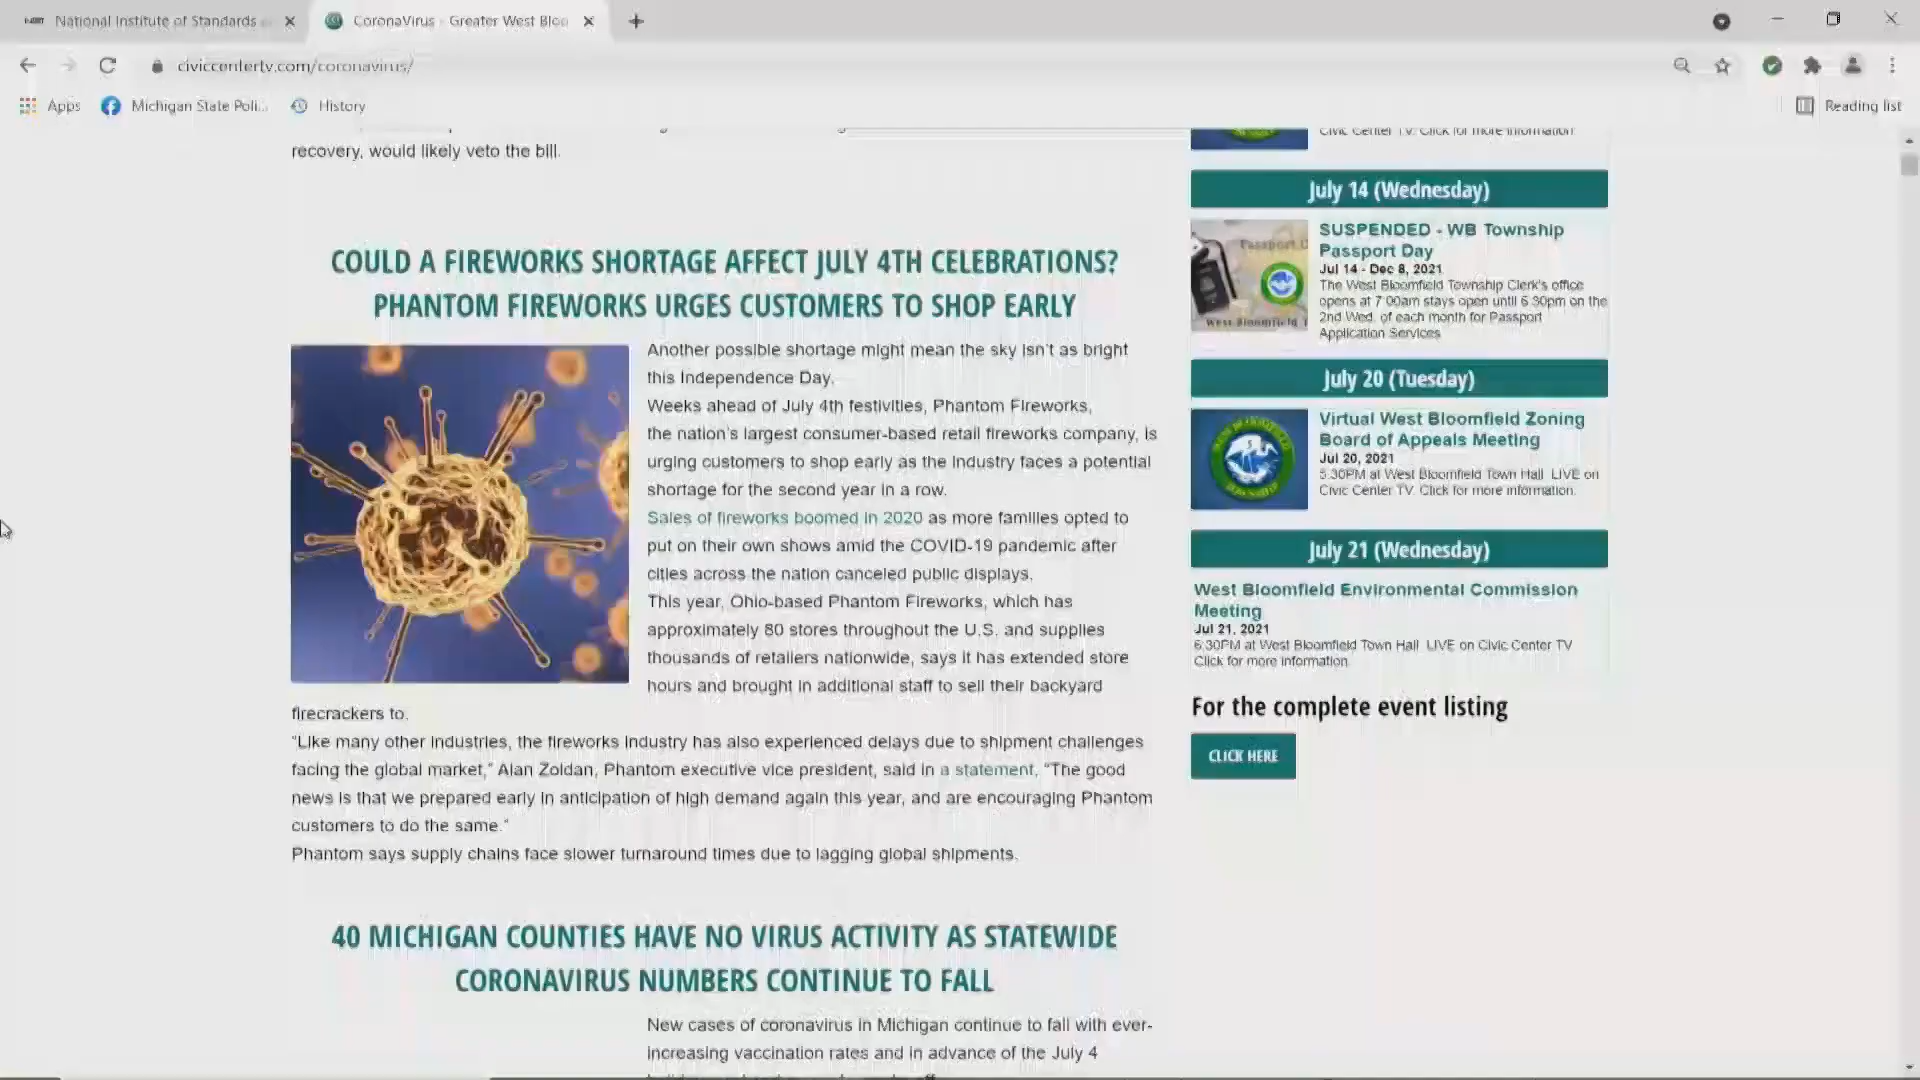 National Institute of Standards
CoronaVirus - Greater West Bloo
civiccentertv.com/coronavirus/
Apps
Michigan State Poli...
History
Reading list
recovery, would likely veto the bill.
COULD A FIREWORKS SHORTAGE AFFECT JULY 4TH CELEBRATIONS?
PHANTOM FIREWORKS URGES CUSTOMERS TO SHOP EARLY
Another possible shortage might mean the sky isn't as bright
this Independence Day.
Weeks ahead of July 4th festivities, Phantom Fireworks,
the nation's largest consumer-based retail fireworks company, is
urging customers to shop early as the industry faces a potential
shortage for the second year in a row.
Sales of fireworks boomed in 2020 as more families opted to
put on their own shows amid the COVID-19 pandemic after
cities across the nation canceled public displays.
This year, Ohio-based Phantom Fireworks, which has
approximately 80 stores throughout the U.S. and supplies
thousands of retailers nationwide, says it has extended store
hours and brought in additional staff to sell their backyard
firecrackers to.
"Like many other industries, the fireworks industry has also experienced delays due to shipment challenges
facing the global market," Alan Zoldan, Phantom executive vice president, said in a statement, "The good
news is that we prepared early in anticipation of high demand again this year, and are encouraging Phantom
customers to do the same."
Phantom says supply chains face slower turnaround times due to lagging global shipments.
40 MICHIGAN COUNTIES HAVE NO VIRUS ACTIVITY AS STATEWIDE
CORONAVIRUS NUMBERS CONTINUE TO FALL
New cases of coronavirus in Michigan continue to fall with ever-
increasing vaccination rates and in advance of the July 4
Civic Center TV. Click for more information
July 14 (Wednesday)
Passport D
West Bloomfield T
SUSPENDED - WB Township
Passport Day
Jul 14 - Dec 8, 2021
The West Bloomfield Township Clerk's office
opens at 7:00am stays open until 6:30pm on the
2nd Wed. of each month for Passport
Application Services
July 20 (Tuesday)
WEST BLOOMFIELD
TOWNSHIP
Virtual West Bloomfield Zoning
Board of Appeals Meeting
Jul 20, 2021
5:30PM at West Bloomfield Town Hall LIVE on
Civic Center TV. Click for more information.
July 21 (Wednesday)
West Bloomfield Environmental Commission
Meeting
Jul 21, 2021
6:30PM at West Bloomfield Town Hall LIVE on Civic Center TV
Click for more information.
For the complete event listing
CLICK HERE